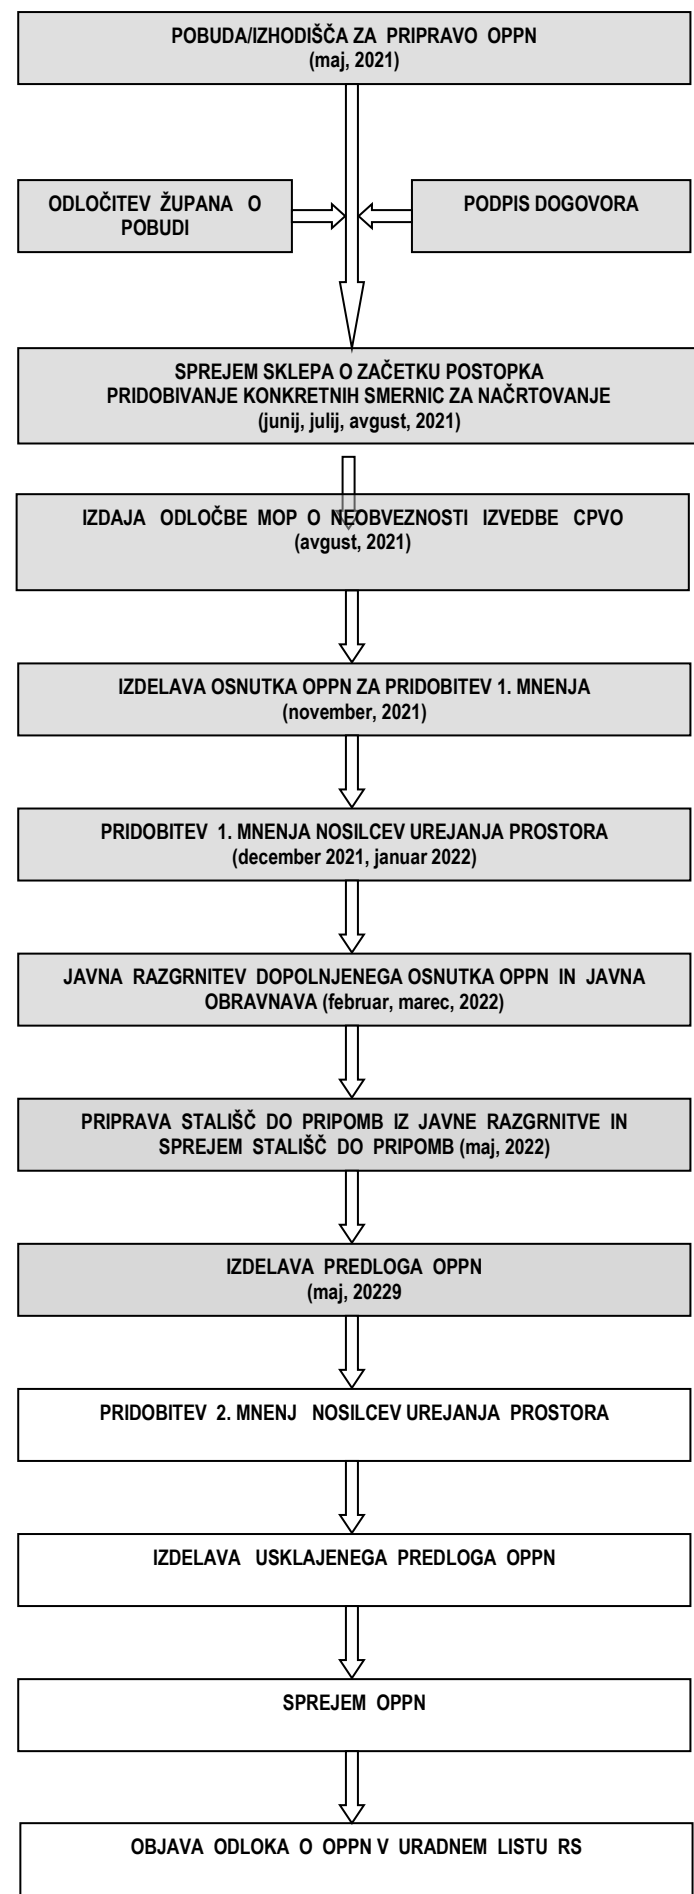 POBUDA/IZHODIŠČA ZA PRIPRAVO OPPN
(maj, 2021)
ODLOČITEV ŽUPANA O
POBUDI
PODPIS DOGOVORA
SPREJEM SKLEPA O ZAČETKU POSTOPKA
PRIDOBIVANJE KONKRETNIH SMERNIC ZA NAČRTOVANJE
(junij, julij, avgust, 2021)
IZDAJA ODLOČBE MOP O NEOBVEZNOSTI IZVEDBE CPVO
(avgust, 2021)
IZDELAVA OSNUTKA OPPN ZA PRIDOBITEV 1. MNENJA
(november, 2021)
PRIDOBITEV 1. MNENJA NOSILCEV UREJANJA PROSTORA
(december 2021, januar 2022)
JAVNA RAZGRNITEV DOPOLNJENEGA OSNUTKA OPPN IN JAVNA
OBRAVNAVA (februar, marec, 2022)
PRIPRAVA STALIŠČ DO PRIPOMB IZ JAVNE RAZGRNITVE IN
SPREJEM STALIŠČ DO PRIPOMB (maj, 2022)
IZDELAVA PREDLOGA OPPN
(maj, 20229
PRIDOBITEV 2. MNENJ NOSILCEV UREJANJA PROSTORA
IZDELAVA USKLAJENEGA PREDLOGA OPPN
SPREJEM OPPN
OBJAVA ODLOKA O OPPN V URADNEM LISTU RS